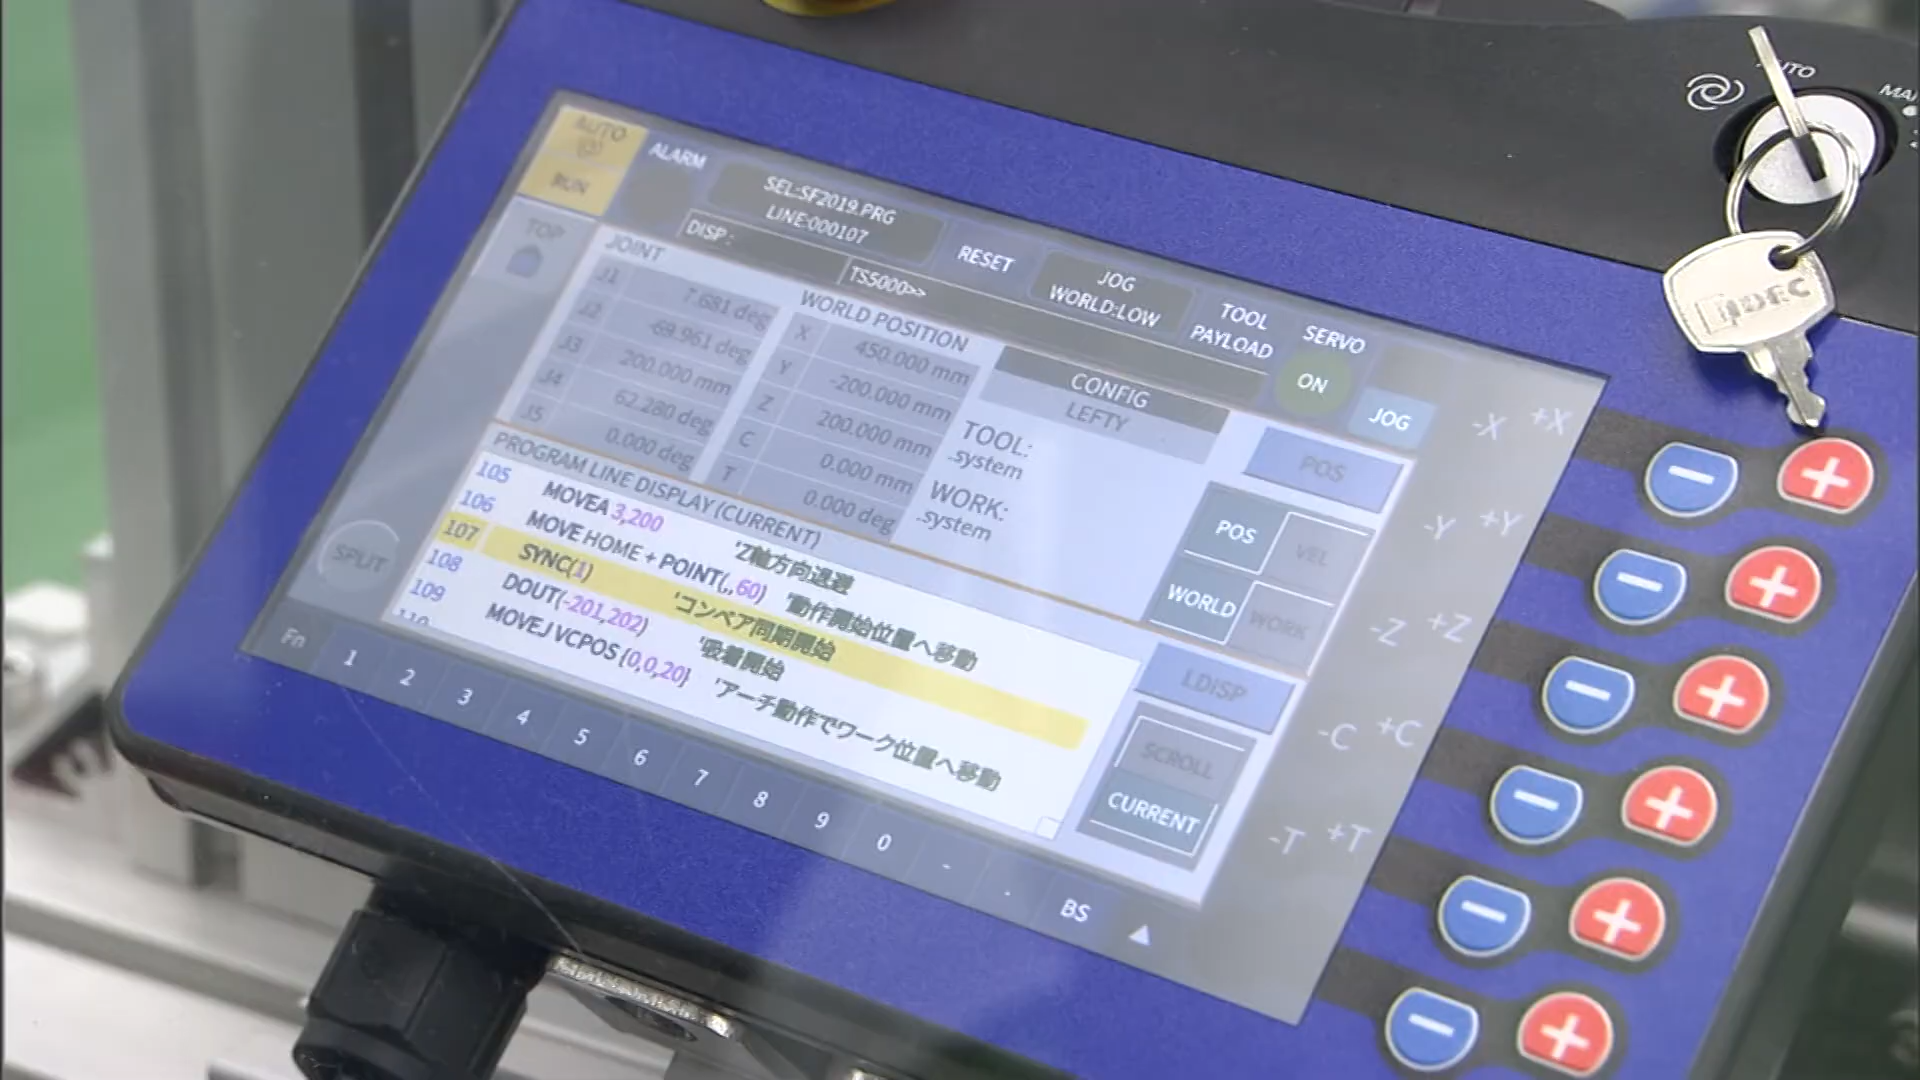 AUTO
MA
IDEC
AUTO
RUN
ALARM
SEL:SF2019.PRG
LINE:000107
RESET
JOG
WORLD:LOW
TOOL
PAYLOAD
SERVO
ON
JOG
TOP
DISP:
TS5000>>
JOINT
J1 7.681 deg
J2 -69.961 deg
J3 200.000 mm
J4 62.280 deg
J5 0.000 deg
WORLD POSITION
X 450.000 mm
Y -200.000 mm
Z 200.000 mm
C 0.000 mm
T 0.000 deg
CONFIG
LEFTY
TOOL:
.system
WORK:
.system
POS
POS VEL
WORLD WORK
LDISP
SCROLL
CURRENT
PROGRAM LINE DISPLAY (CURRENT)
105 MOVEA 3,200 'Z軸方向退避
106 MOVE HOME + POINT(,,60) '動作開始位置へ移動
107 SYNC(1) 'コンベア同期開始
108 DOUT(-201,202) '吸着開始
109 MOVEJ VCPOS {0,0,20} 'アーチ動作でワーク位置へ移動
110
SPLIT
Fn 1 2 3 4 5 6 7 8 9 0 - . BS ▲
-X +X
-Y +Y
-Z +Z
-C +C
-T +T